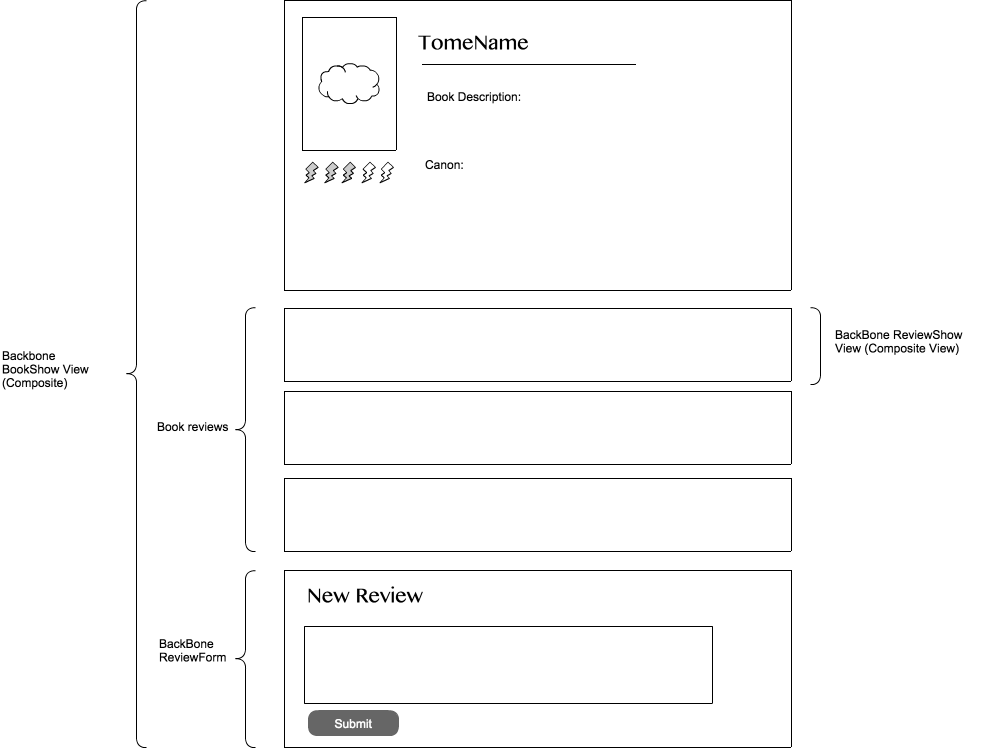 TomeName
Book Description:
Canon:
Backbone
BookShow View
(Composite)
Book reviews
BackBone ReviewShow
View (Composite View)
New Review
BackBone
ReviewForm
Submit